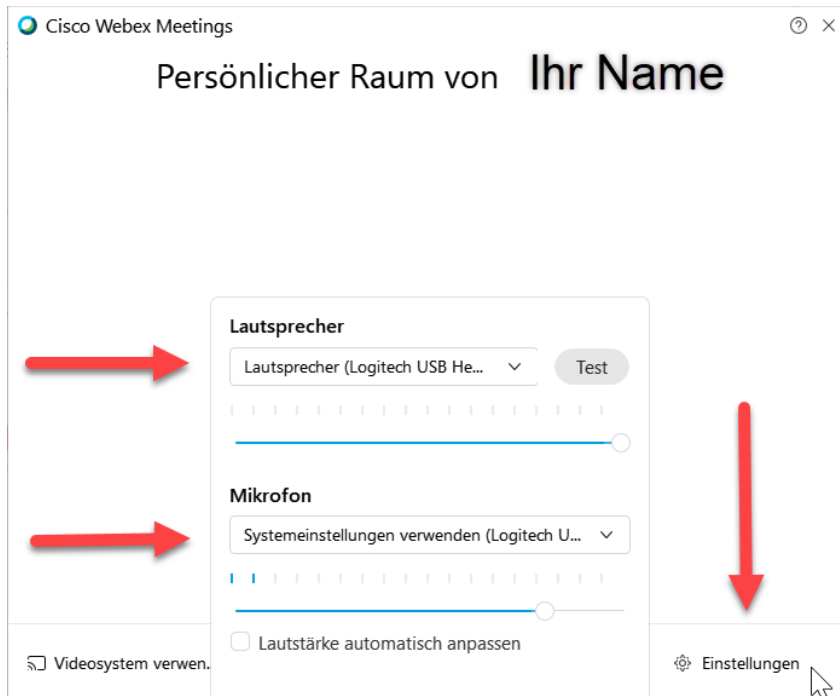 Cisco Webex Meetings
Persönlicher Raum von Ihr Name
Lautsprecher
Lautsprecher (Logitech USB He... Test
Mikrofon
Systemeinstellungen verwenden (Logitech U...
Lautstärke automatisch anpassen
Videosystem verwen.. Einstellungen